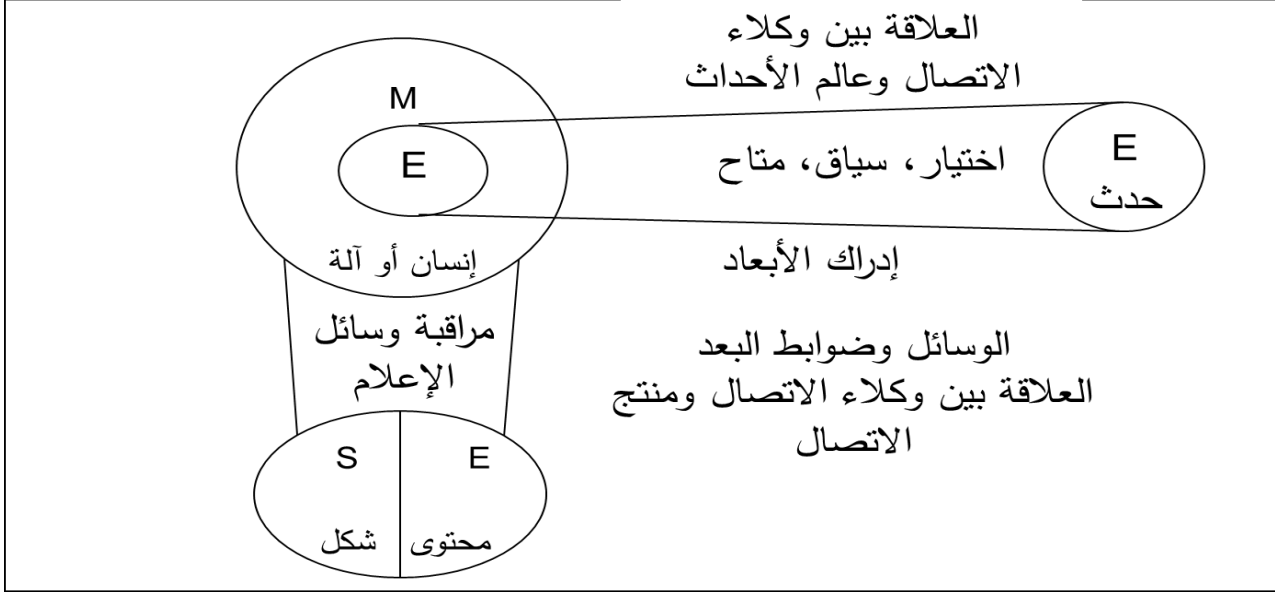 العلاقة بين وكلاء
الاتصال وعالم الأحداث
M
E
اختيار، سياق، متاح
E
حدث
إنسان أو آلة
إدراك الأبعاد
مراقبة وسائل
الإعلام
الوسائل وضوابط البعد
العلاقة بين وكلاء الاتصال ومنتج
الاتصال
S
E
شكل
محتوى